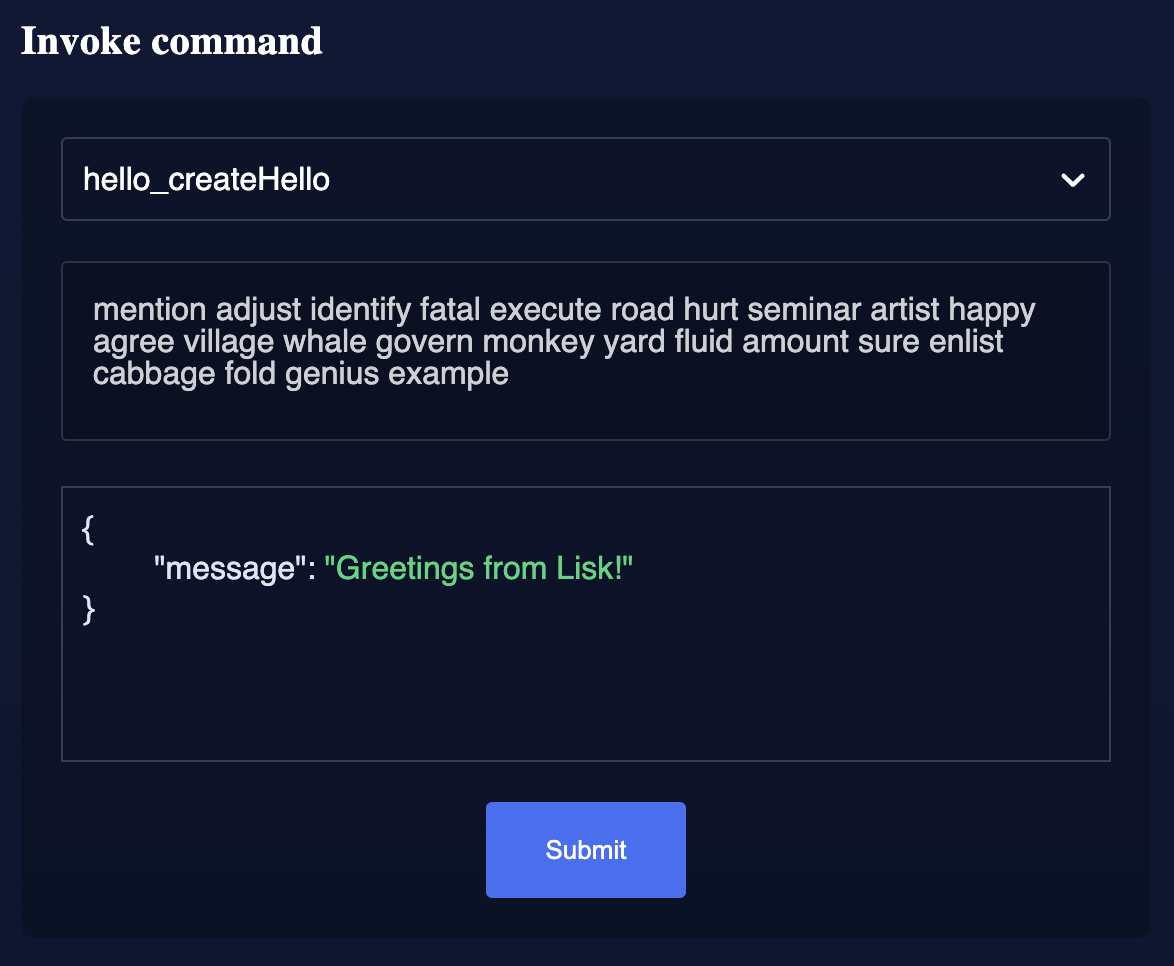 Invoke command
hello_createHello
mention adjust identify fatal execute road hurt seminar artist happy
agree village whale govern monkey yard fluid amount sure enlist
cabbage fold genius example
{
"message": "Greetings from Lisk!"
}
Submit